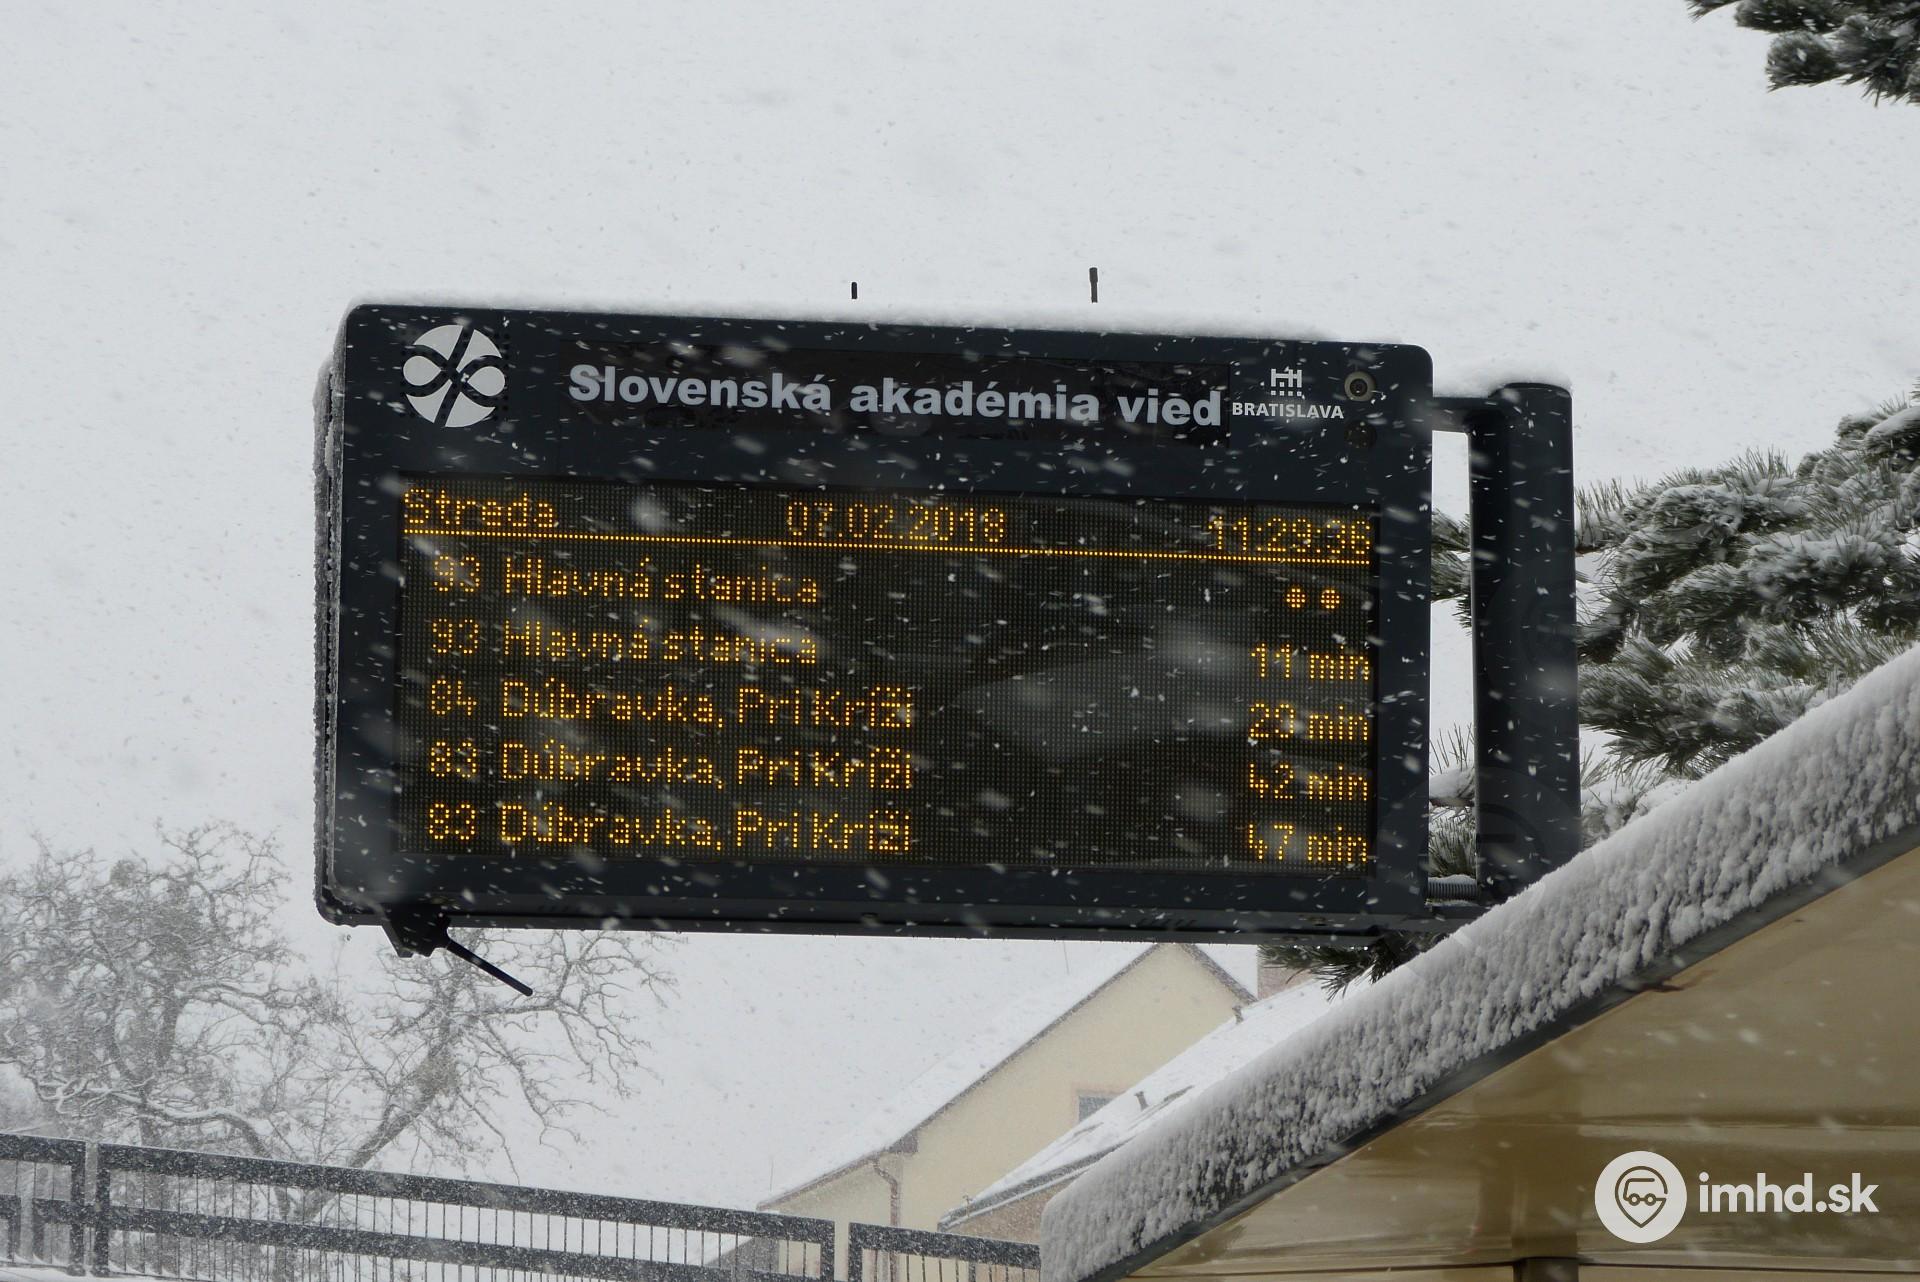 Slovenská akadémia vied
BRATISLAVA
Streda 07.02.2018 11:29:36
93 Hlavná stanica ● ●
93 Hlavná stanica 11 min
84 Dúbravka, Pri Kríži 23 min
83 Dúbravka, Pri Kríži 42 min
83 Dúbravka, Pri Kríži 47 min
imhd.sk